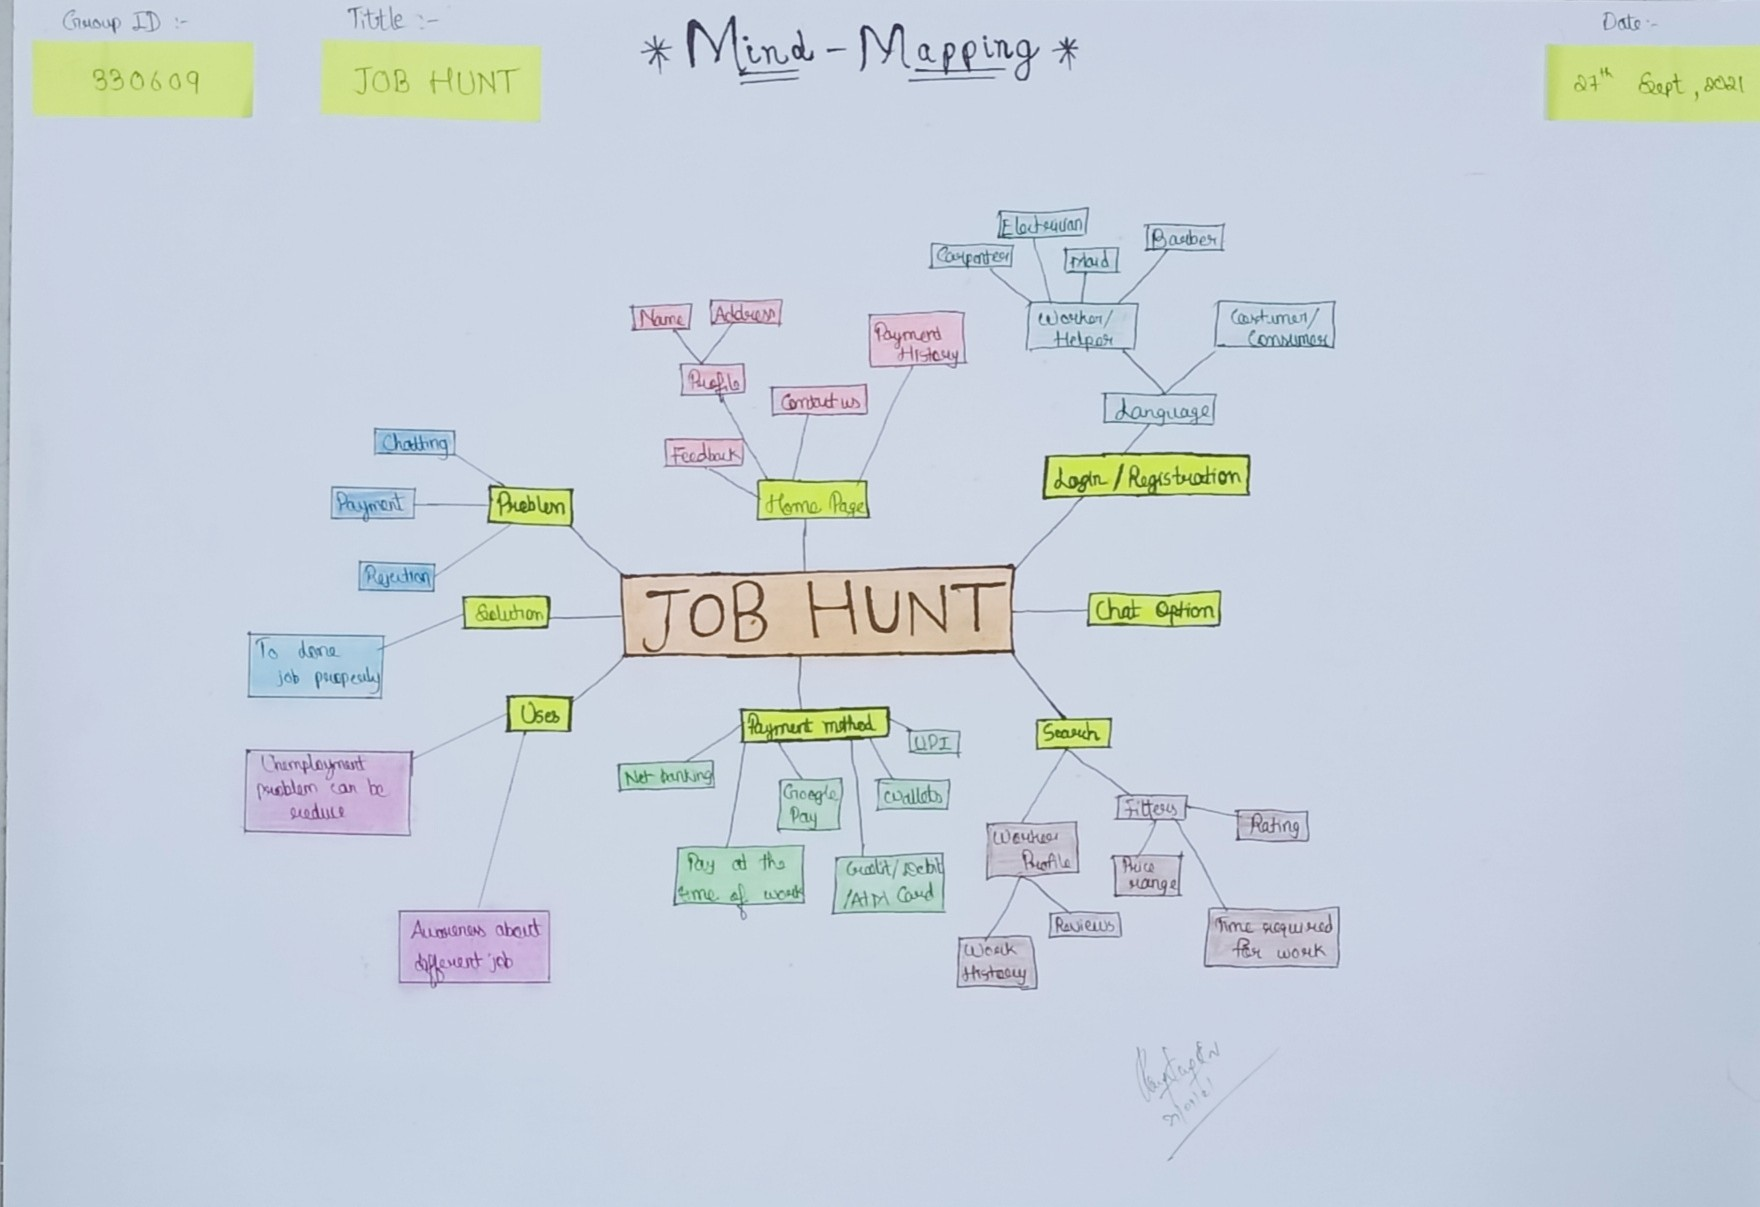 Group ID :-
330609
Tittle :-
JOB HUNT
* Mind - Mapping *
Date :-
27th Sept, 2021
Electrician
Carpenter
Maid
Barber
Worker/
Helper
Costumer/
Consumer
Language
Login / Registration
Name
Address
Profile
Payment
History
Contact us
Feedback
Home Page
Chatting
Payment
Rejection
Problem
Solution
To done
job properly
JOB HUNT
Chat Option
Uses
Unemployment
problem can be
reduce
Awareness about
different job
Payment method
UPI
Net banking
Google
Pay
Wallets
Pay at the
time of work
Credit/Debit
/ATM Card
Search
Filters
Rating
Worker
Profile
Price
range
Reviews
Work
History
Time required
for work